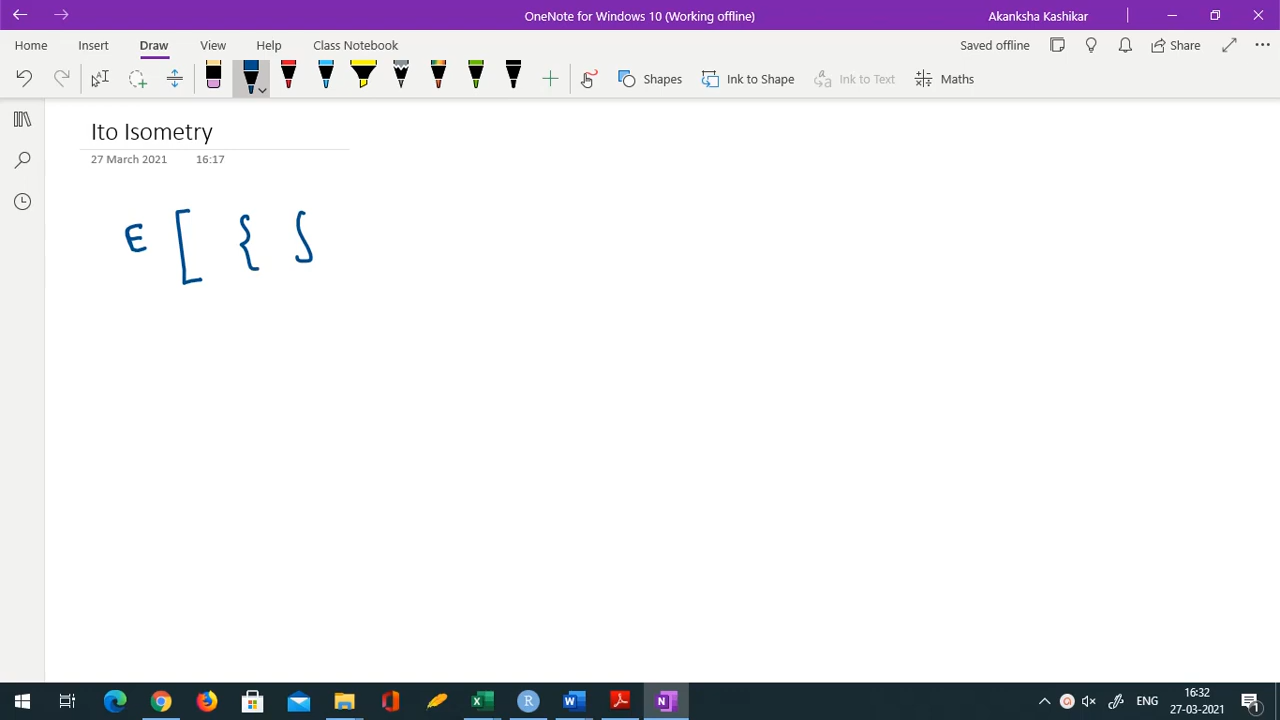 OneNote for Windows 10 (Working offline)
Akanksha Kashikar
Home Insert Draw View Help Class Notebook
Saved offline
Share
Shapes
Ink to Shape
Ink to Text
Maths
Ito Isometry
27 March 2021 16:17
E [ { ∫
16:32
ENG
27-03-2021